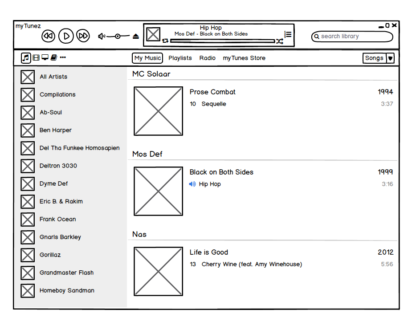 myTunez
Hip Hop
Mos Def - Black on Both Sides
search library
My Music Playlists Radio myTunes Store
Songs
All Artists
Compilations
Ab-Soul
Ben Harper
Del Tha Funkee Homosapien
Deltron 3030
Dyme Def
Eric B. & Rakim
Frank Ocean
Gnarls Barkley
Gorillaz
Grandmaster Flash
Homeboy Sandman
MC Solaar
Prose Combat 1994
10 Sequelle 3:37
Mos Def
Black on Both Sides 1999
Hip Hop 3:16
Nas
Life is Good 2012
13 Cherry Wine (feat. Amy Winehouse) 5:56